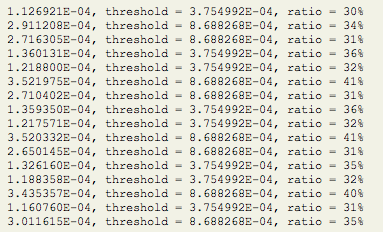 1.126921E-04, threshold = 3.754992E-04, ratio = 30%
2.911208E-04, threshold = 8.688268E-04, ratio = 34%
2.716305E-04, threshold = 8.688268E-04, ratio = 31%
1.360131E-04, threshold = 3.754992E-04, ratio = 36%
1.218800E-04, threshold = 3.754992E-04, ratio = 32%
3.521975E-04, threshold = 8.688268E-04, ratio = 41%
2.710402E-04, threshold = 8.688268E-04, ratio = 31%
1.359350E-04, threshold = 3.754992E-04, ratio = 36%
1.217571E-04, threshold = 3.754992E-04, ratio = 32%
3.520332E-04, threshold = 8.688268E-04, ratio = 41%
2.650145E-04, threshold = 8.688268E-04, ratio = 31%
1.326160E-04, threshold = 3.754992E-04, ratio = 35%
1.188358E-04, threshold = 3.754992E-04, ratio = 32%
3.435357E-04, threshold = 8.688268E-04, ratio = 40%
1.160760E-04, threshold = 3.754992E-04, ratio = 31%
3.011615E-04, threshold = 8.688268E-04, ratio = 35%